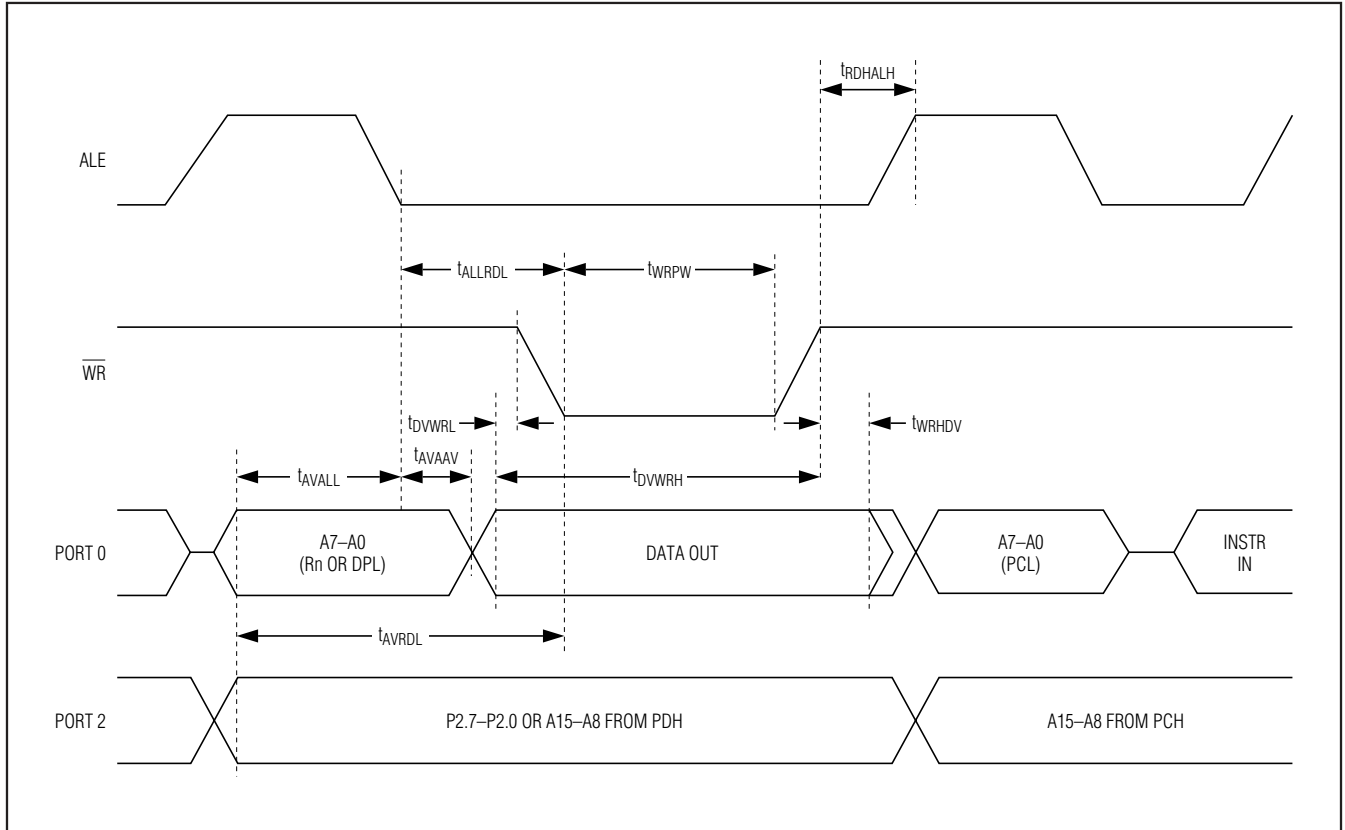 tRDHALH
ALE
tALLRDL
tWRPW
WR
tDVWRL
tWRHDV
tAVAAV
tAVALL
tDVWRH
PORT 0
A7–A0
(Rn OR DPL)
DATA OUT
A7–A0
(PCL)
INSTR
IN
tAVRDL
PORT 2
P2.7–P2.0 OR A15–A8 FROM PDH
A15–A8 FROM PCH